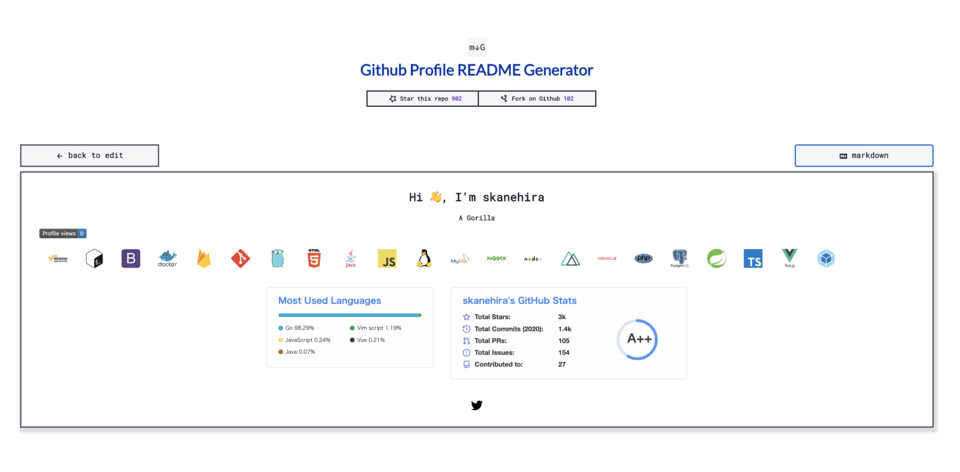 m↓G
Github Profile README Generator
Star this repo 902
Fork on Github 102
← back to edit
markdown
Hi 👋, I'm skanehira
A Gorilla
Profile views 0
B
docker
HTML
5
Java
JS
MySQL
NGINX
node
ORACLE
php
PostgreSQL
TS
Vue.js
Most Used Languages
Go 98.29%
Vim script 1.19%
JavaScript 0.24%
Vue 0.21%
Java 0.07%
skanehira's GitHub Stats
Total Stars: 3k
Total Commits (2020): 1.4k
Total PRs: 105
Total Issues: 154
Contributed to: 27
A++